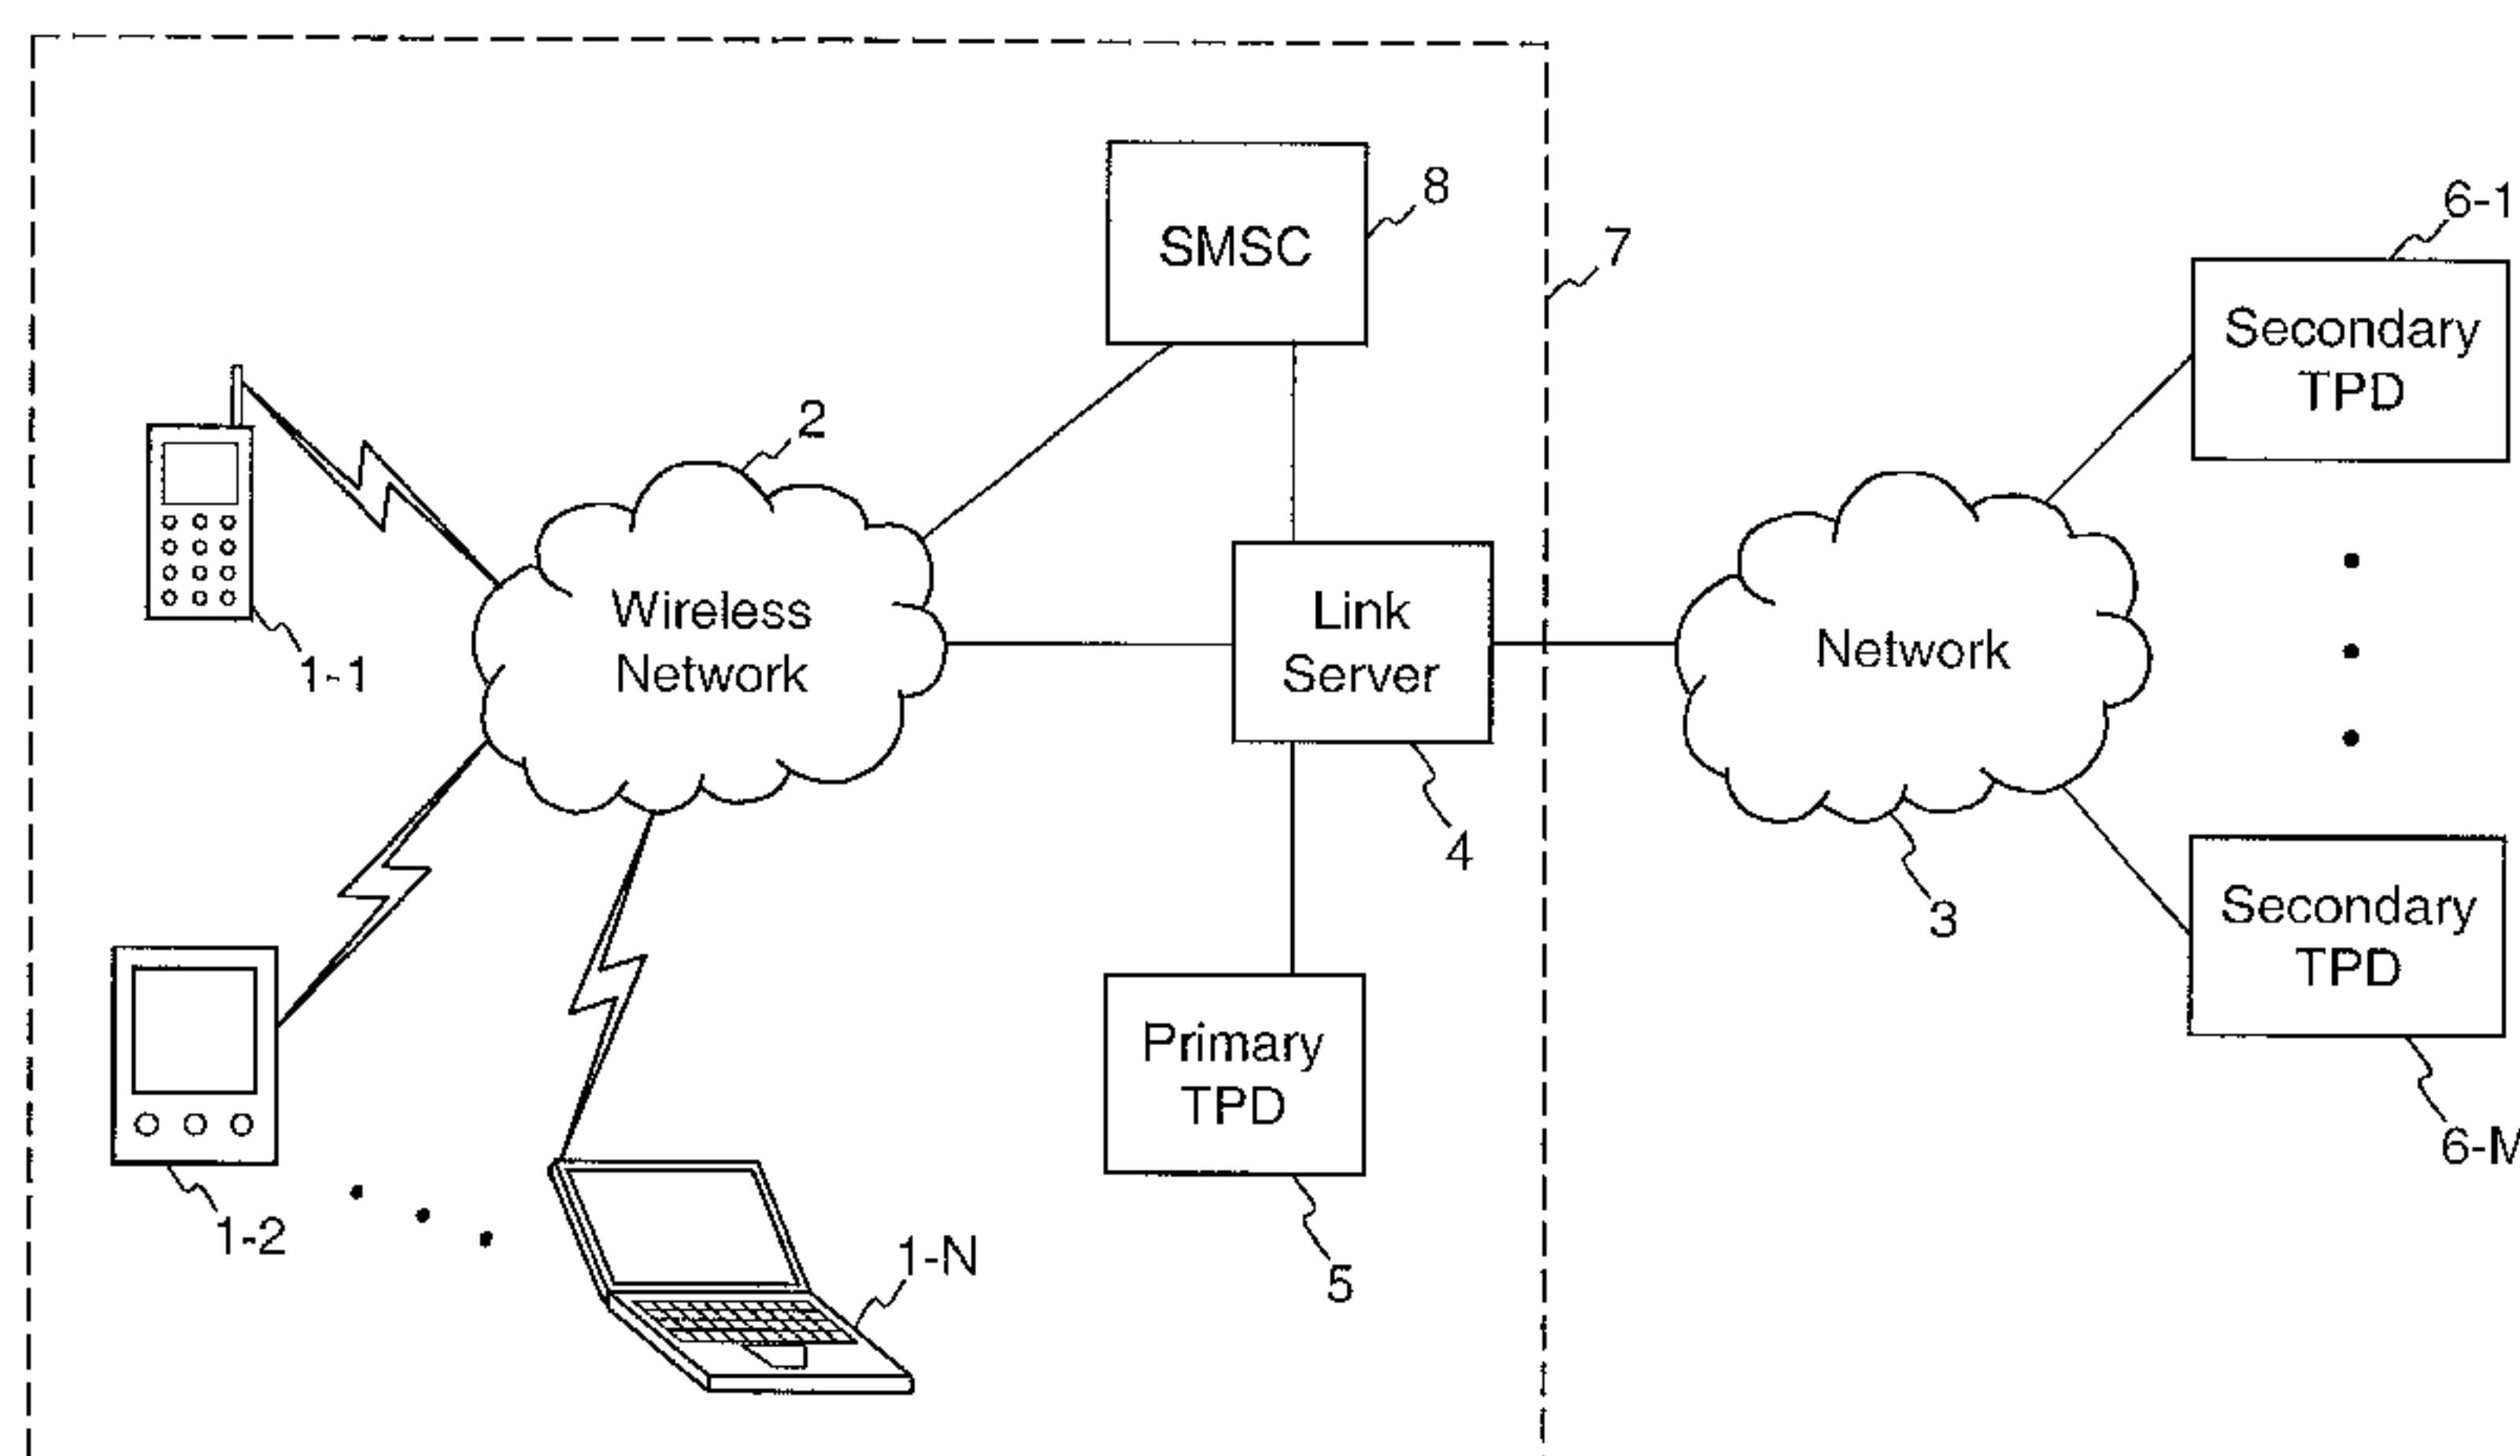 SMSC
8
7
6-1
Secondary
TPD
2
Wireless
Network
1-1
Link
Server
4
Network
3
Secondary
TPD
6-M
Primary
TPD
5
1-2
1-N